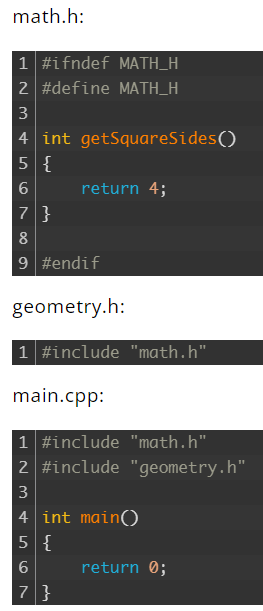 math.h:
1 #ifndef MATH_H
2 #define MATH_H
3
4 int getSquareSides()
5 {
6     return 4;
7 }
8
9 #endif
geometry.h:
1 #include "math.h"
main.cpp:
1 #include "math.h"
2 #include "geometry.h"
3
4 int main()
5 {
6     return 0;
7 }